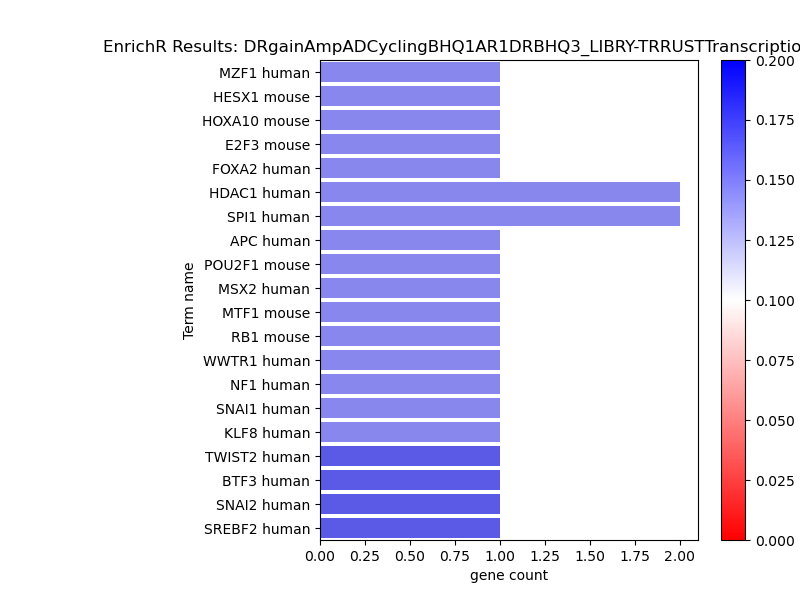 EnrichR Results: DRgainAmpADCyclingBHQ1AR1DRBHQ3_LIBRY-TRRUSTTranscriptio
Term name
MZF1 human
HESX1 mouse
HOXA10 mouse
E2F3 mouse
FOXA2 human
HDAC1 human
SPI1 human
APC human
POU2F1 mouse
MSX2 human
MTF1 mouse
RB1 mouse
WWTR1 human
NF1 human
SNAI1 human
KLF8 human
TWIST2 human
BTF3 human
SNAI2 human
SREBF2 human
0.00 0.25 0.50 0.75 1.00 1.25 1.50 1.75 2.00
gene count
0.200
0.175
0.150
0.125
0.100
0.075
0.050
0.025
0.000